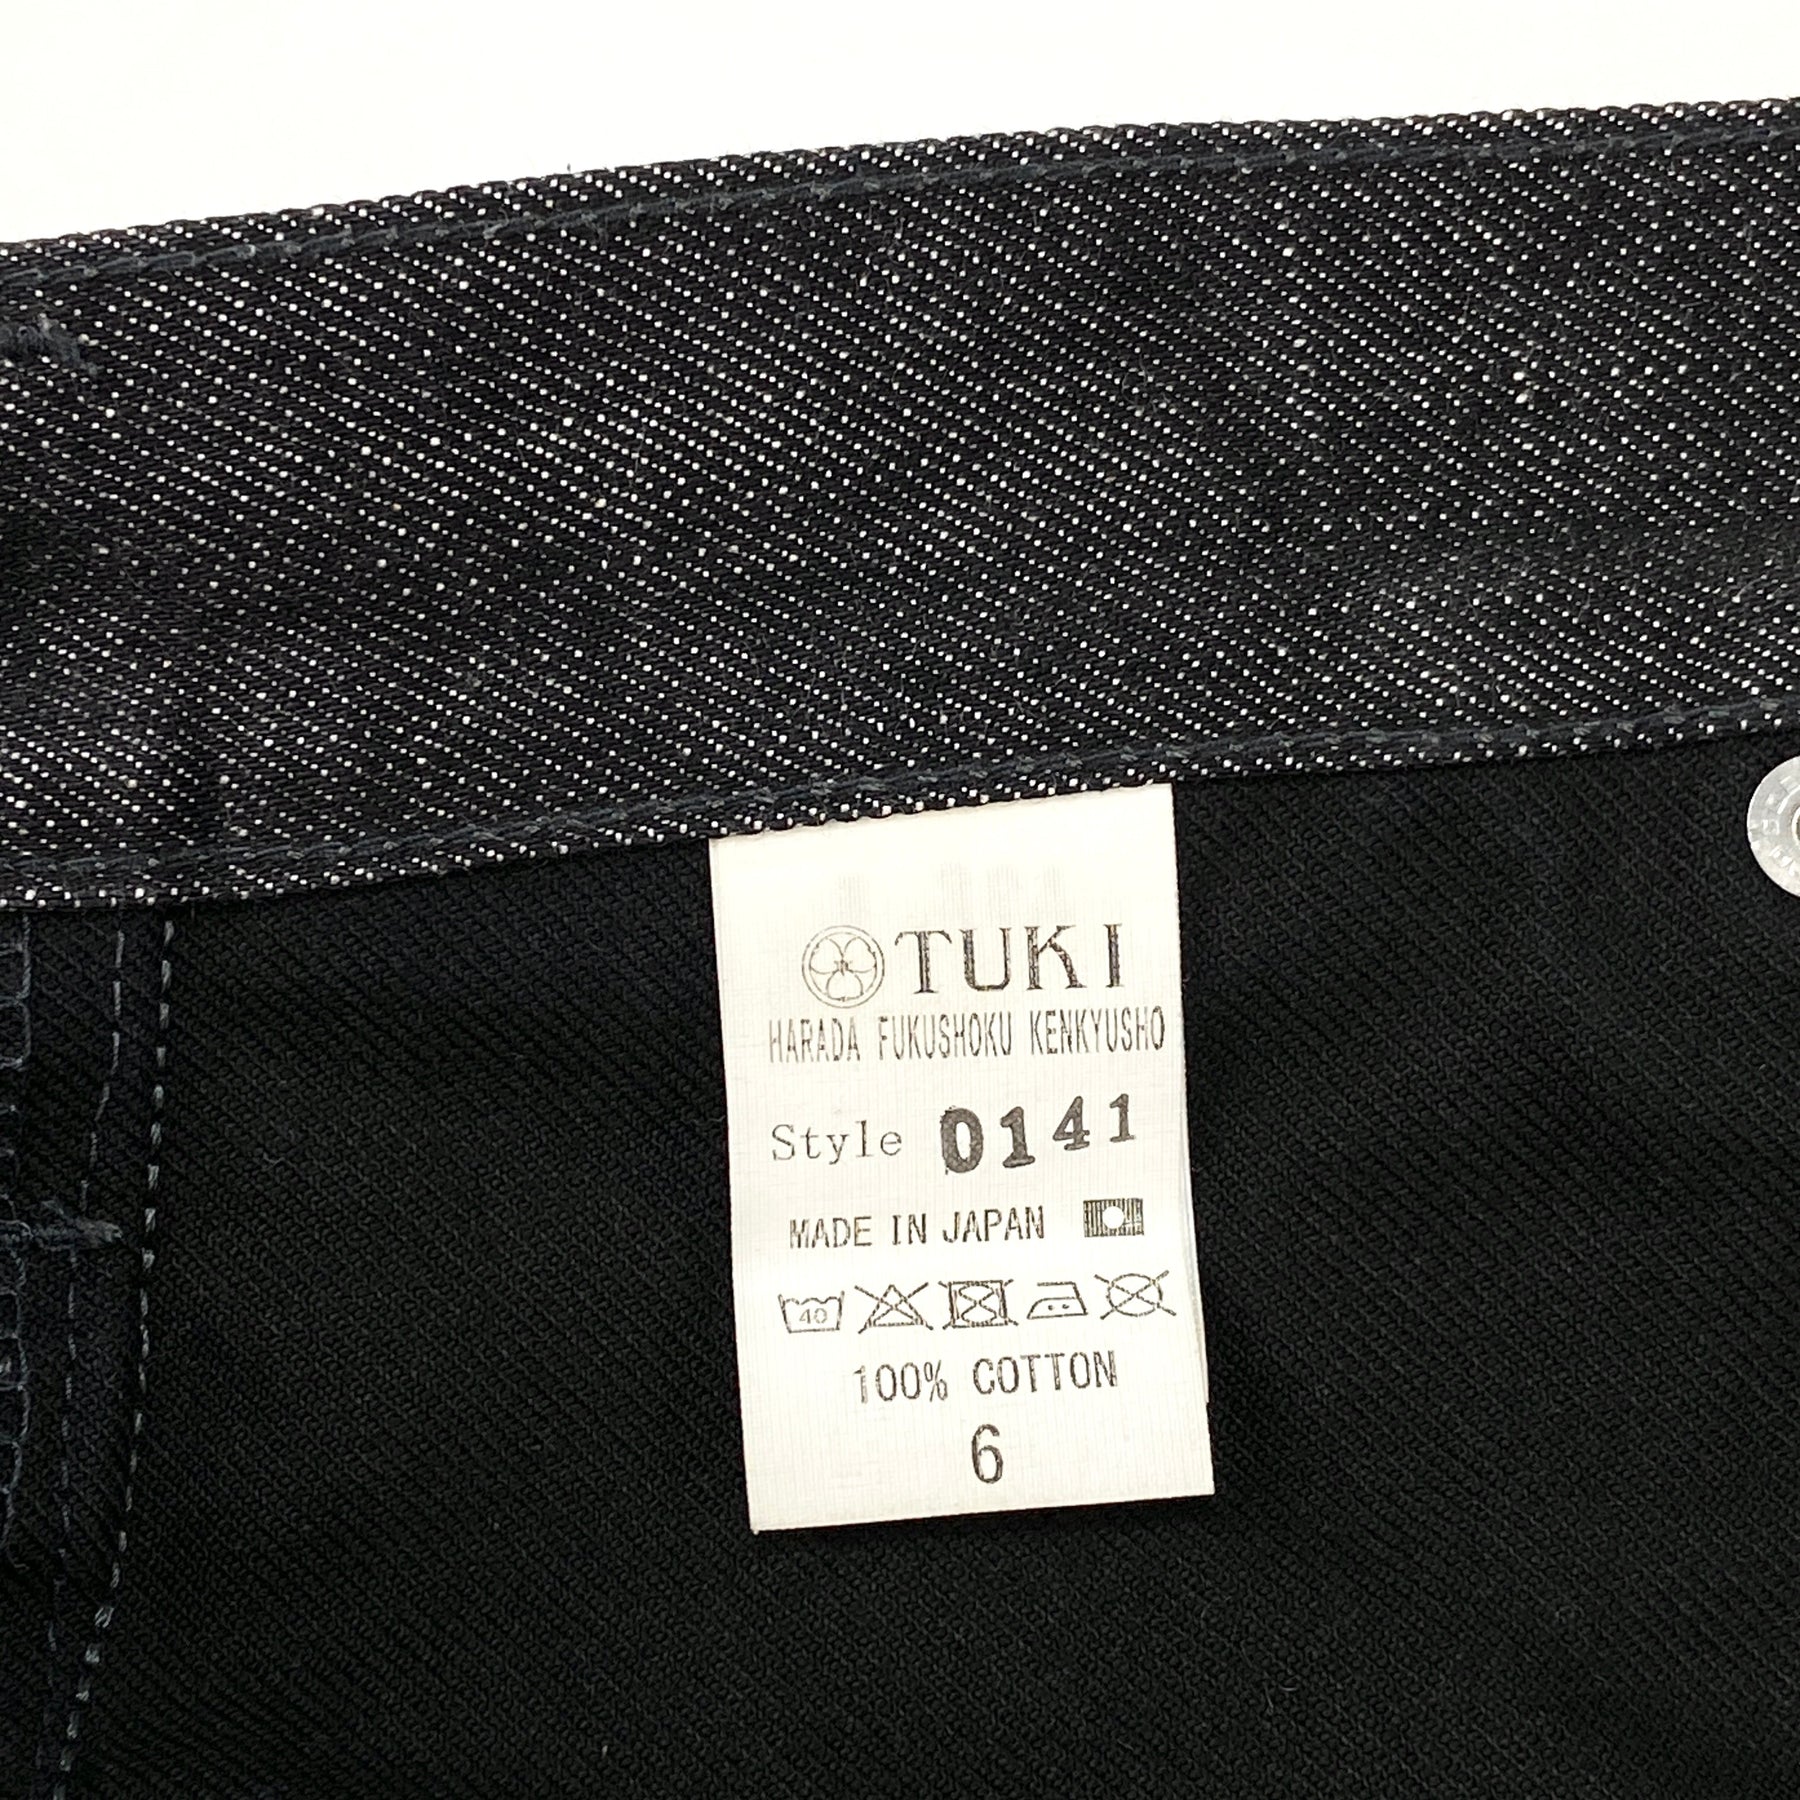 TUKI
HARADA FUKUSHOKU KENKYUSHO
Style 0141
MADE IN JAPAN
40
100% COTTON
6